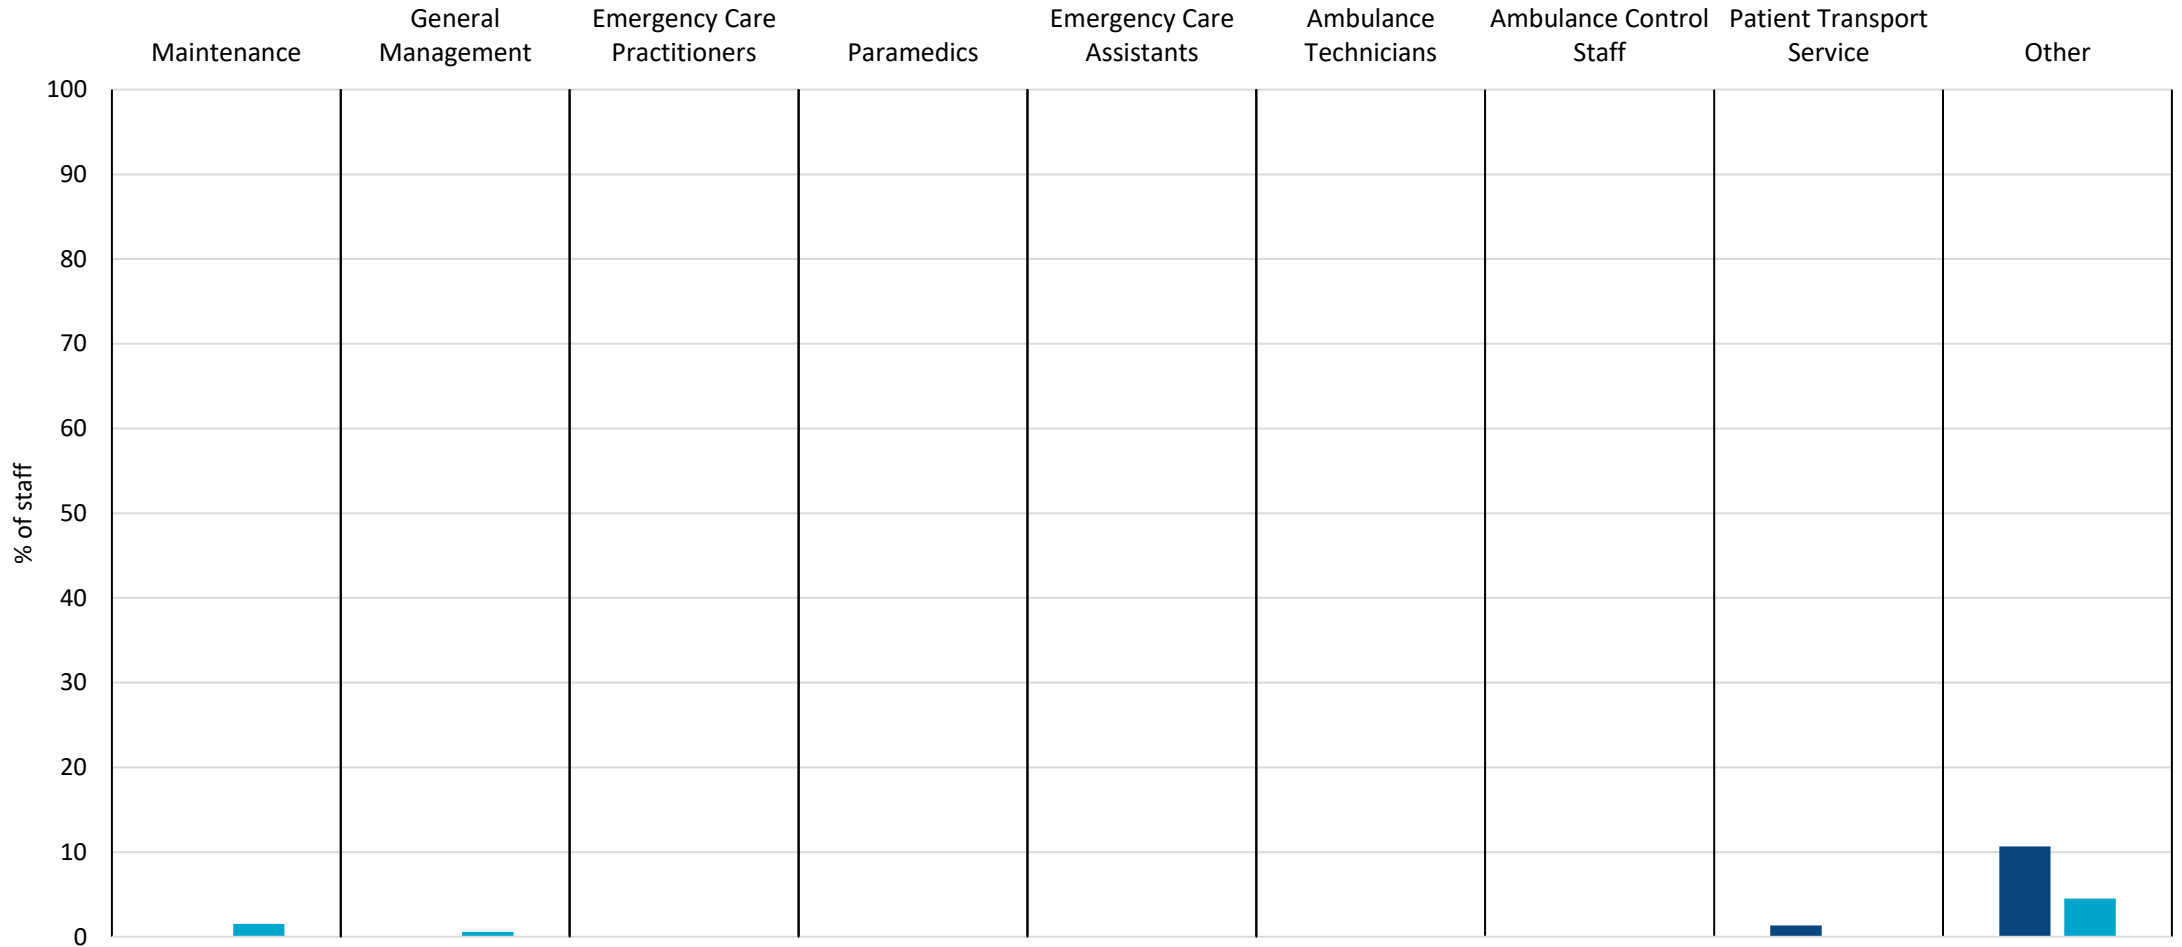 Maintenance
General
Management
Emergency Care
Practitioners
Paramedics
Emergency Care
Assistants
Ambulance
Technicians
Ambulance Control
Staff
Patient Transport
Service
Other
% of staff
100
90
80
70
60
50
40
30
20
10
0